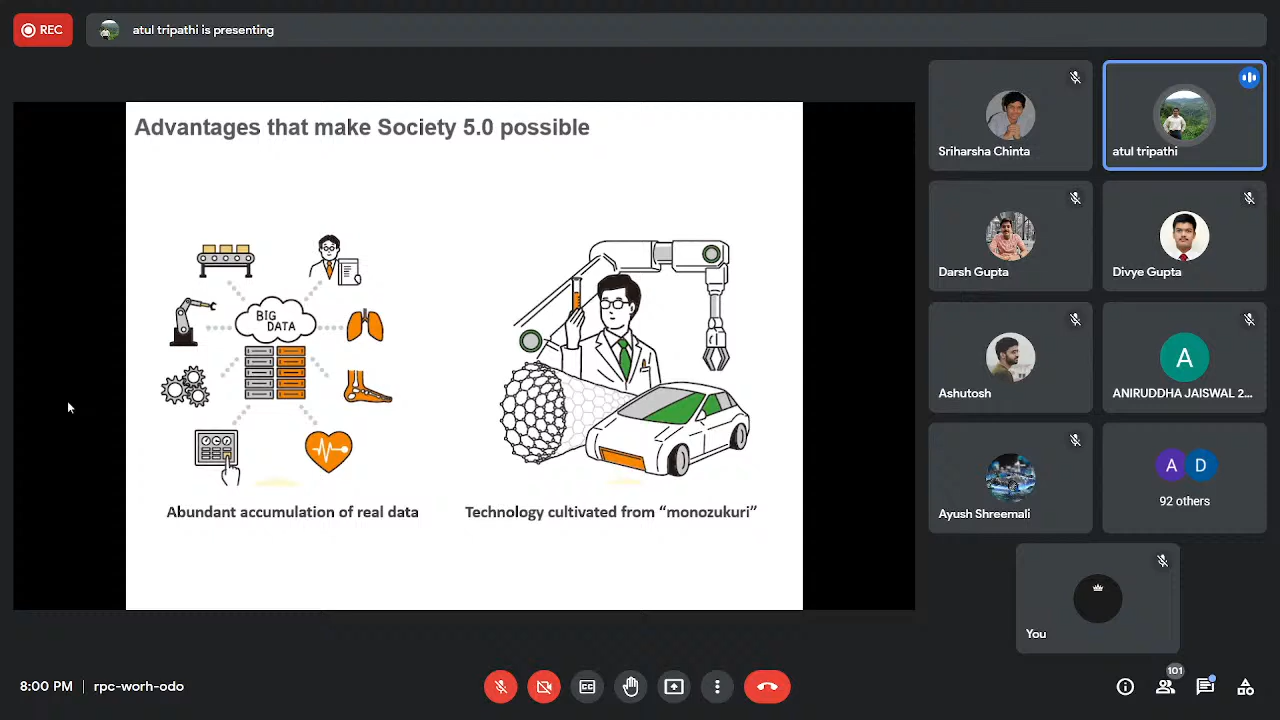 REC
atul tripathi is presenting
Advantages that make Society 5.0 possible
BIG
DATA
Abundant accumulation of real data
Technology cultivated from “monozukuri”
Sriharsha Chinta
atul tripathi
Darsh Gupta
Divye Gupta
Ashutosh
A
ANIRUDDHA JAISWAL 2...
Ayush Shreemali
A D
92 others
You
8:00 PM | rpc-worh-odo
CC
101